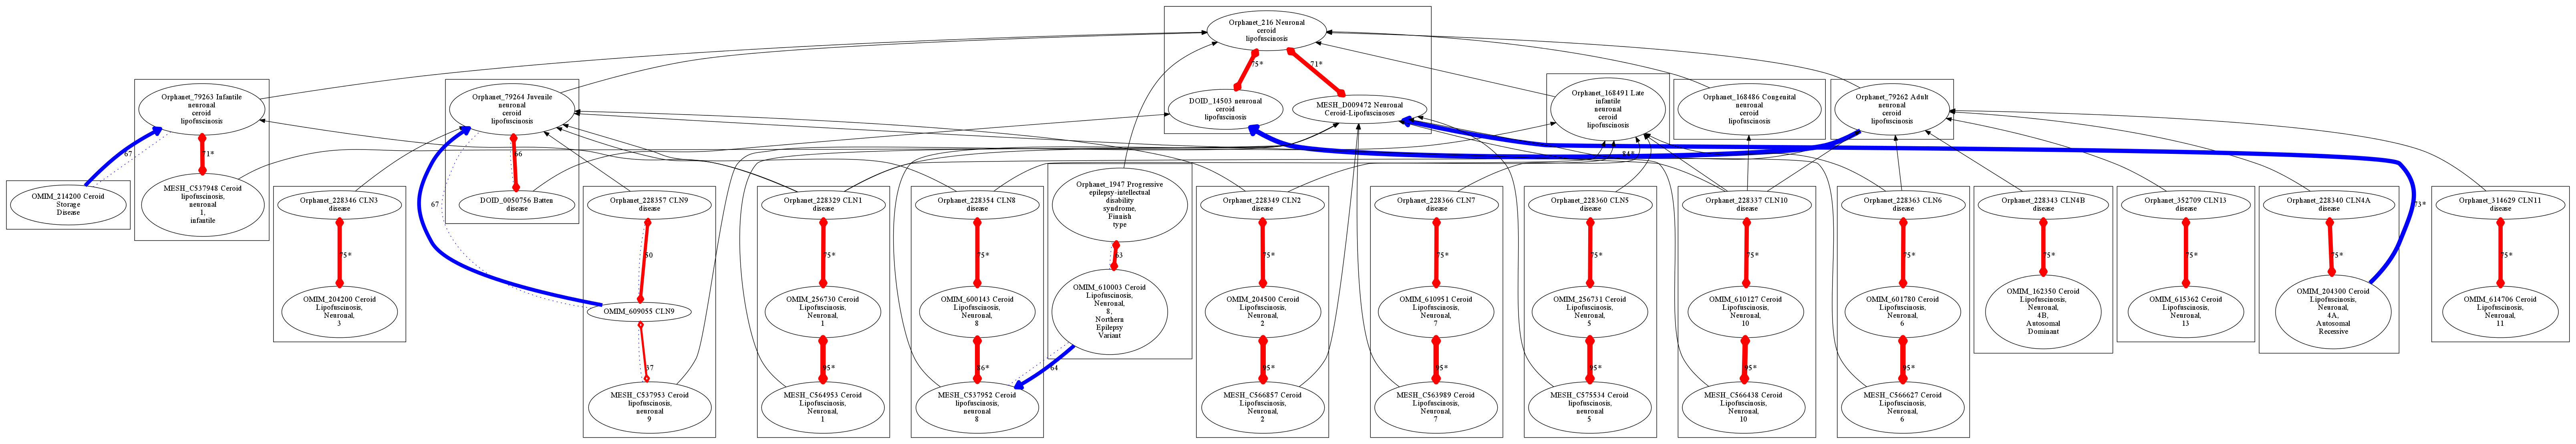 Orphanet_216 Neuronal
ceroid
lipofuscinosis
75*
71*
Orphanet_79263 Infantile
neuronal
ceroid
lipofuscinosis
Orphanet_79264 Juvenile
neuronal
ceroid
lipofuscinosis
DOID_14503 neuronal
ceroid
lipofuscinosis
MESH_D009472 Neuronal
Ceroid-Lipofuscinoses
Orphanet_168491 Late
infantile
neuronal
ceroid
lipofuscinosis
Orphanet_168486 Congenital
neuronal
ceroid
lipofuscinosis
Orphanet_79262 Adult
neuronal
ceroid
lipofuscinosis
67
71*
66
OMIM_214200 Ceroid
Storage
Disease
MESH_C537948 Ceroid
lipofuscinosis,
neuronal
1,
infantile
Orphanet_228346 CLN3
disease
67
DOID_0050756 Batten
disease
Orphanet_228357 CLN9
disease
Orphanet_228329 CLN1
disease
Orphanet_228354 CLN8
disease
Orphanet_1947 Progressive
epilepsy-intellectual
disability
syndrome,
Finnish
type
Orphanet_228349 CLN2
disease
Orphanet_228366 CLN7
disease
Orphanet_228360 CLN5
disease
Orphanet_228337 CLN10
disease
Orphanet_228363 CLN6
disease
Orphanet_228343 CLN4B
disease
Orphanet_352709 CLN13
disease
Orphanet_228340 CLN4A
disease
73*
Orphanet_314629 CLN11
disease
75*
50
75*
75*
63
75*
75*
75*
75*
75*
75*
75*
75*
75*
OMIM_204200 Ceroid
Lipofuscinosis,
Neuronal,
3
OMIM_609055 CLN9
OMIM_256730 Ceroid
Lipofuscinosis,
Neuronal,
1
OMIM_600143 Ceroid
Lipofuscinosis,
Neuronal,
8
OMIM_610003 Ceroid
Lipofuscinosis,
Neuronal,
8,
Northern
Epilepsy
Variant
OMIM_204500 Ceroid
Lipofuscinosis,
Neuronal,
2
OMIM_610951 Ceroid
Lipofuscinosis,
Neuronal,
7
OMIM_256731 Ceroid
Lipofuscinosis,
Neuronal,
5
OMIM_610127 Ceroid
Lipofuscinosis,
Neuronal,
10
OMIM_601780 Ceroid
Lipofuscinosis,
Neuronal,
6
OMIM_162350 Ceroid
Lipofuscinosis,
Neuronal,
4B,
Autosomal
Dominant
OMIM_615362 Ceroid
Lipofuscinosis,
Neuronal,
13
OMIM_204300 Ceroid
Lipofuscinosis,
Neuronal,
4A,
Autosomal
Recessive
OMIM_614706 Ceroid
Lipofuscinosis,
Neuronal,
11
37
95*
86*
64
95*
95*
95*
95*
95*
MESH_C537953 Ceroid
lipofuscinosis,
neuronal
9
MESH_C564953 Ceroid
Lipofuscinosis,
Neuronal,
1
MESH_C537952 Ceroid
lipofuscinosis,
neuronal
8
MESH_C566857 Ceroid
Lipofuscinosis,
Neuronal,
2
MESH_C563989 Ceroid
Lipofuscinosis,
Neuronal,
7
MESH_C575534 Ceroid
lipofuscinosis,
neuronal
5
MESH_C566438 Ceroid
Lipofuscinosis,
Neuronal,
10
MESH_C566627 Ceroid
Lipofuscinosis,
Neuronal,
6